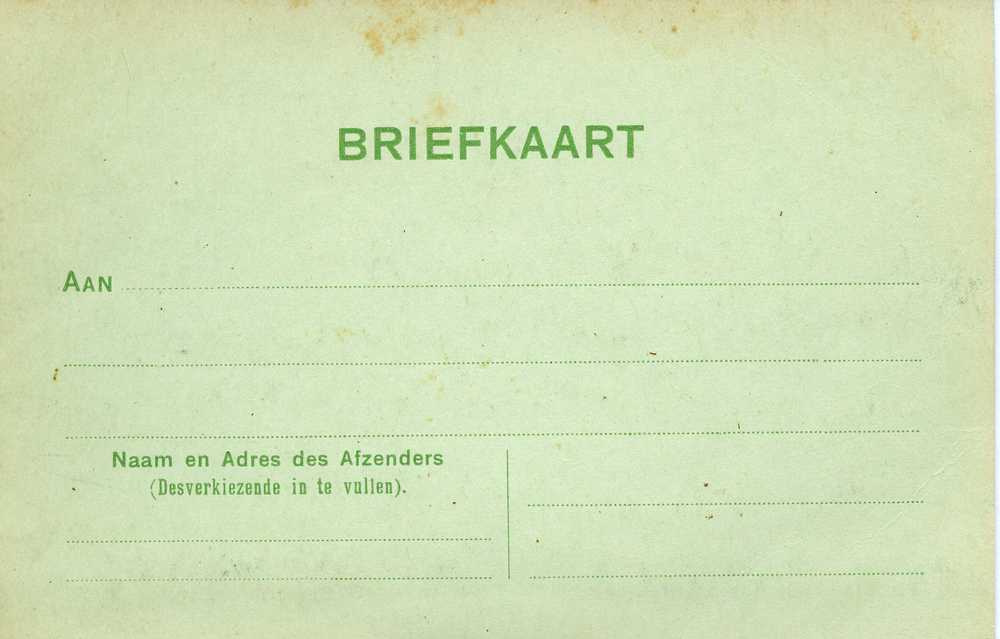 BRIEFKAART
AAN
Naam en Adres des Afzenders
(Desverkiezende in te vullen).